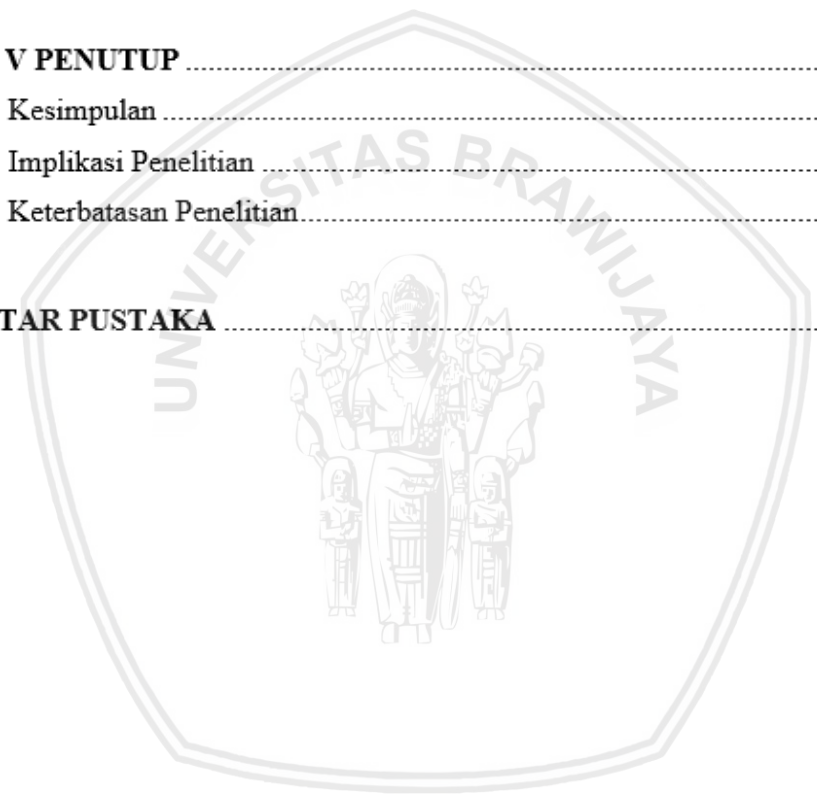 V PENUTUP ........................................................................................
Kesimpulan ........................................................................................
Implikasi Penelitian ........................................................................................
Keterbatasan Penelitian........................................................................................
TAR PUSTAKA ........................................................................................
UNIVERSITAS BRAWIJAYA